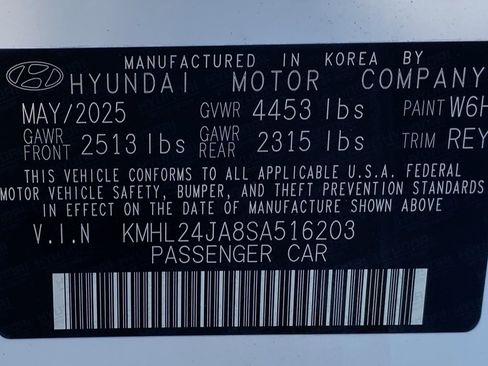 MANUFACTURED IN KOREA BY
HYUNDAI MOTOR COMPANY
MAY/2025 GVWR 4453 lbs PAINT W6H
GAWR FRONT 2513 lbs GAWR REAR 2315 lbs TRIM REY
THIS VEHICLE CONFORMS TO ALL APPLICABLE U.S.A. FEDERAL
MOTOR VEHICLE SAFETY, BUMPER, AND THEFT PREVENTION STANDARDS
IN EFFECT ON THE DATE OF MANUFACTURE SHOWN ABOVE
V.I.N KMHL24JA8SA516203
PASSENGER CAR